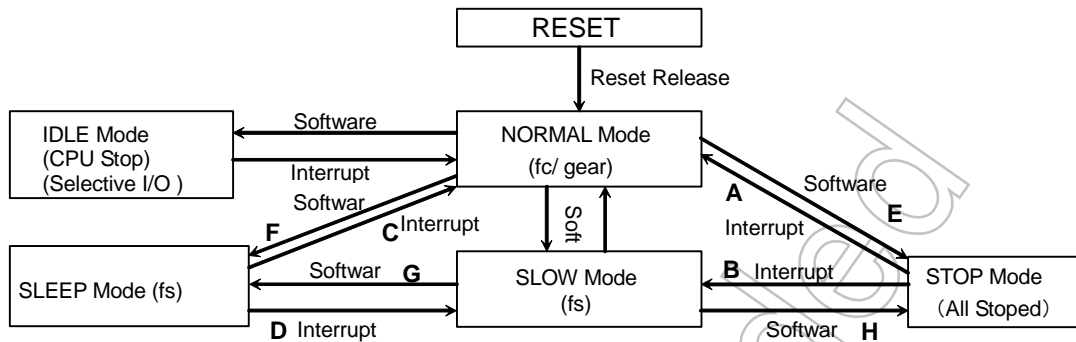 RESET
Reset Release
IDLE Mode
(CPU Stop)
(Selective I/O )
Software
Interrupt
NORMAL Mode
(fc/ gear)
Softwar
F
C
Interrupt
Soft
A
Interrupt
Software
E
SLEEP Mode (fs)
Softwar
G
D
Interrupt
SLOW Mode
(fs)
B
Interrupt
Softwar
H
STOP Mode
(All Stoped)